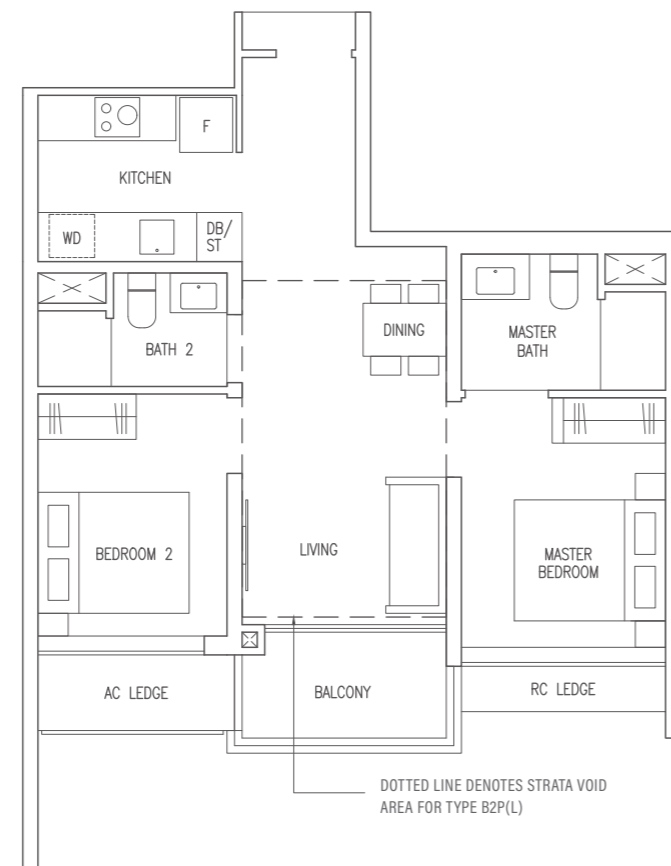 F
KITCHEN
WD
DB/
ST
BATH 2
DINING
MASTER
BATH
BEDROOM 2
LIVING
MASTER
BEDROOM
AC LEDGE
BALCONY
RC LEDGE
DOTTED LINE DENOTES STRATA VOID
AREA FOR TYPE B2P(L)